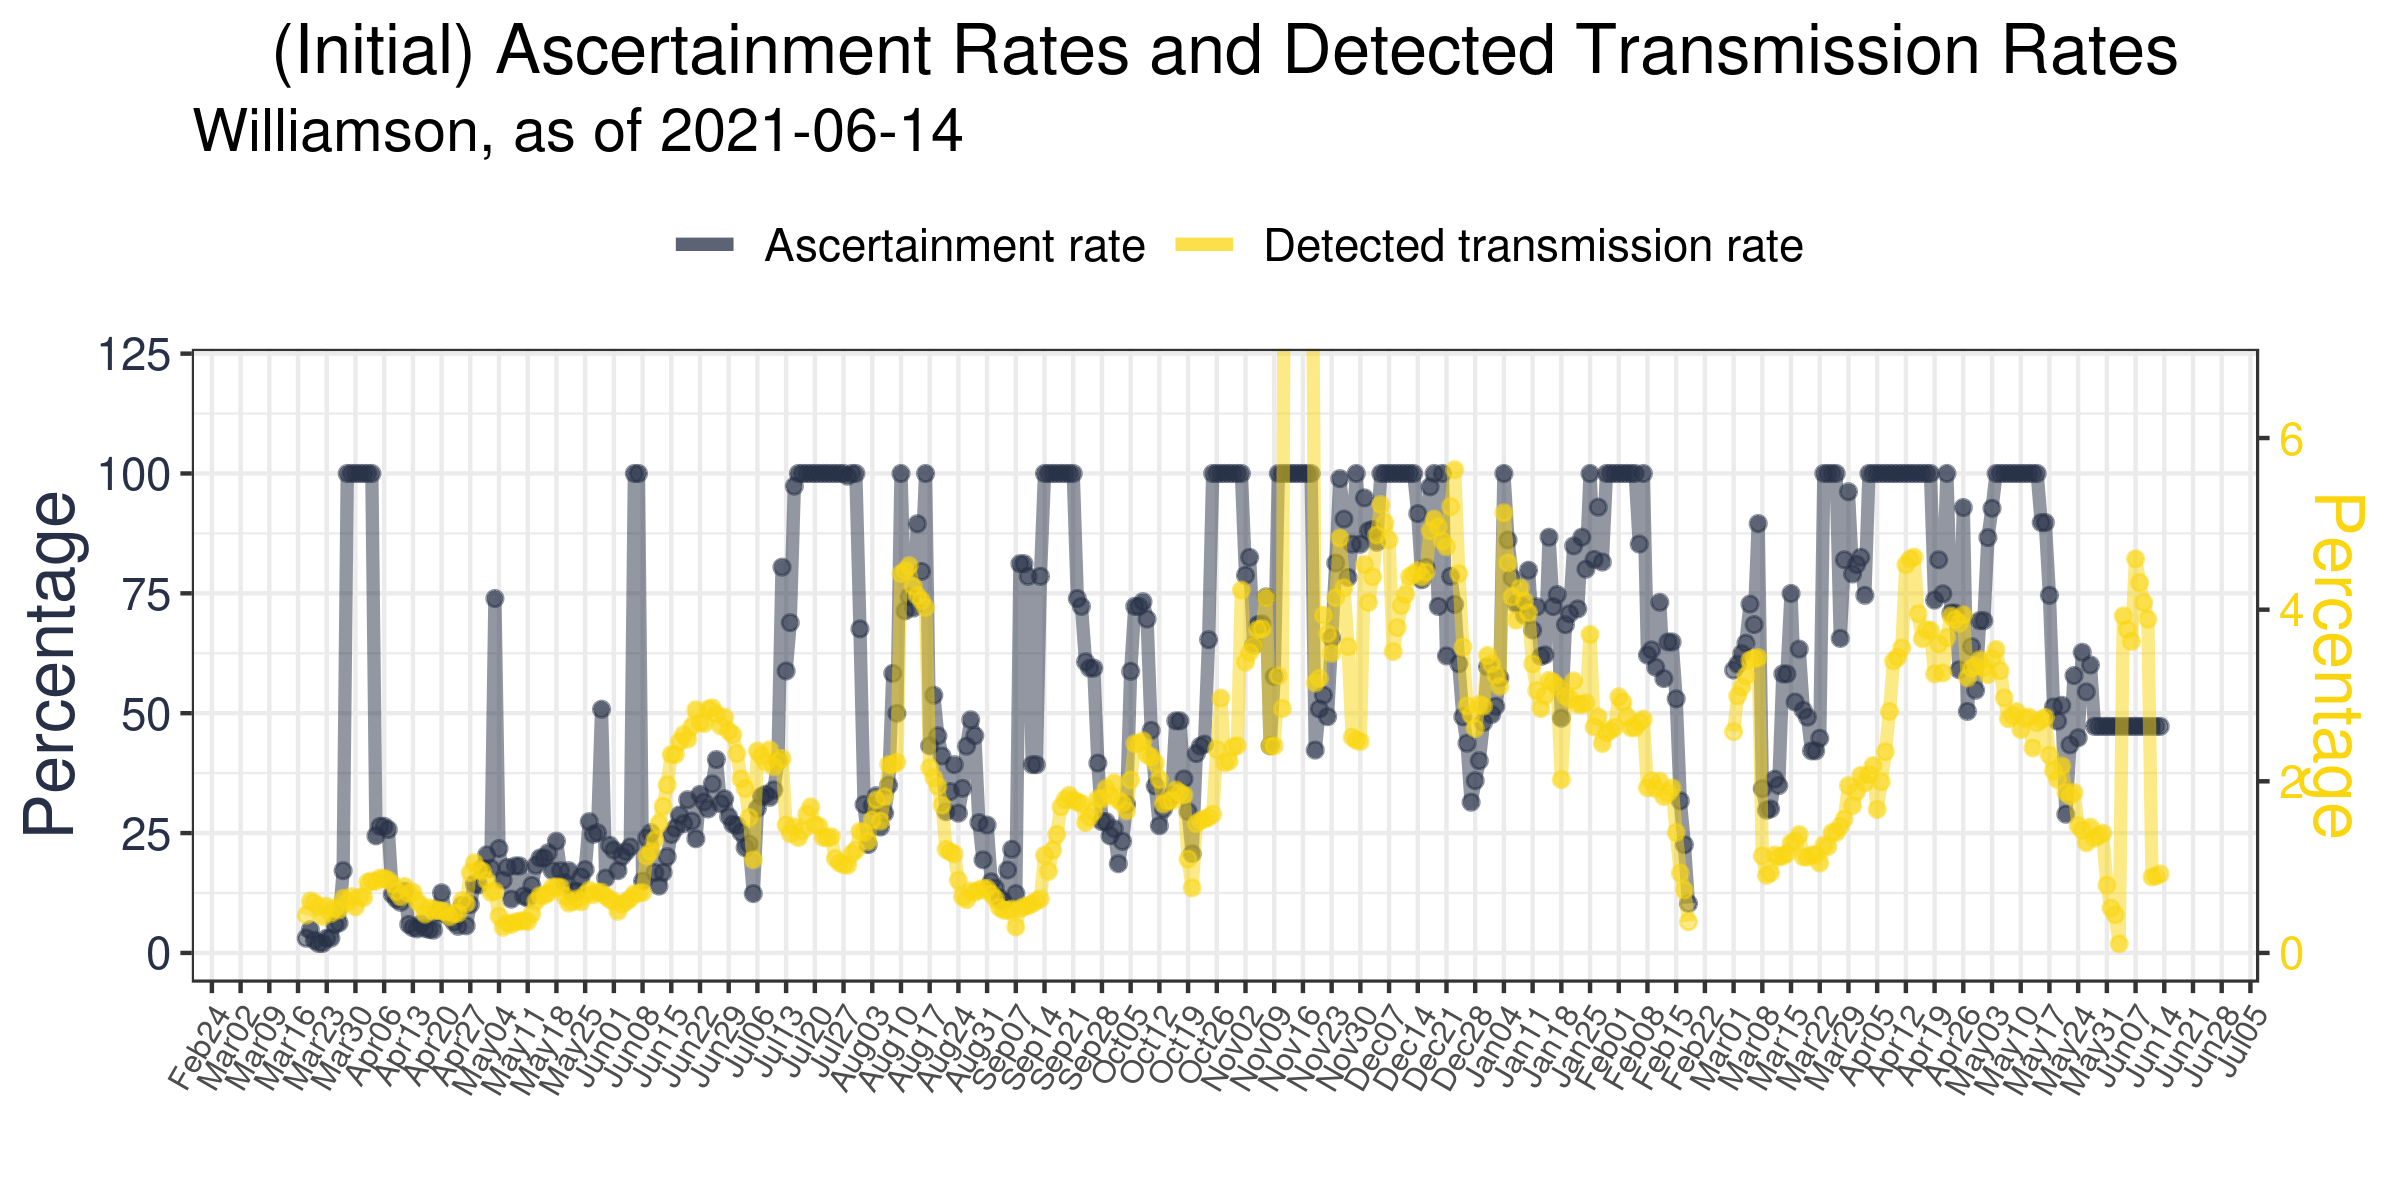 (Initial) Ascertainment Rates and Detected Transmission Rates
Williamson, as of 2021-06-14
Ascertainment rate
Detected transmission rate
125
100
75
50
25
0
Percentage
6
4
2
0
Percentage
Feb24
Mar02
Mar09
Mar16
Mar23
Mar30
Apr06
Apr13
Apr20
Apr27
May04
May11
May18
May25
Jun01
Jun08
Jun15
Jun22
Jun29
Jul06
Jul13
Jul20
Jul27
Aug03
Aug10
Aug17
Aug24
Aug31
Sep07
Sep14
Sep21
Sep28
Oct05
Oct12
Oct19
Oct26
Nov02
Nov09
Nov16
Nov23
Nov30
Dec07
Dec14
Dec21
Dec28
Jan04
Jan11
Jan18
Jan25
Feb01
Feb08
Feb15
Feb22
Mar01
Mar08
Mar15
Mar22
Mar29
Apr05
Apr12
Apr19
Apr26
May03
May10
May17
May24
May31
Jun07
Jun14
Jun21
Jun28
Jul05